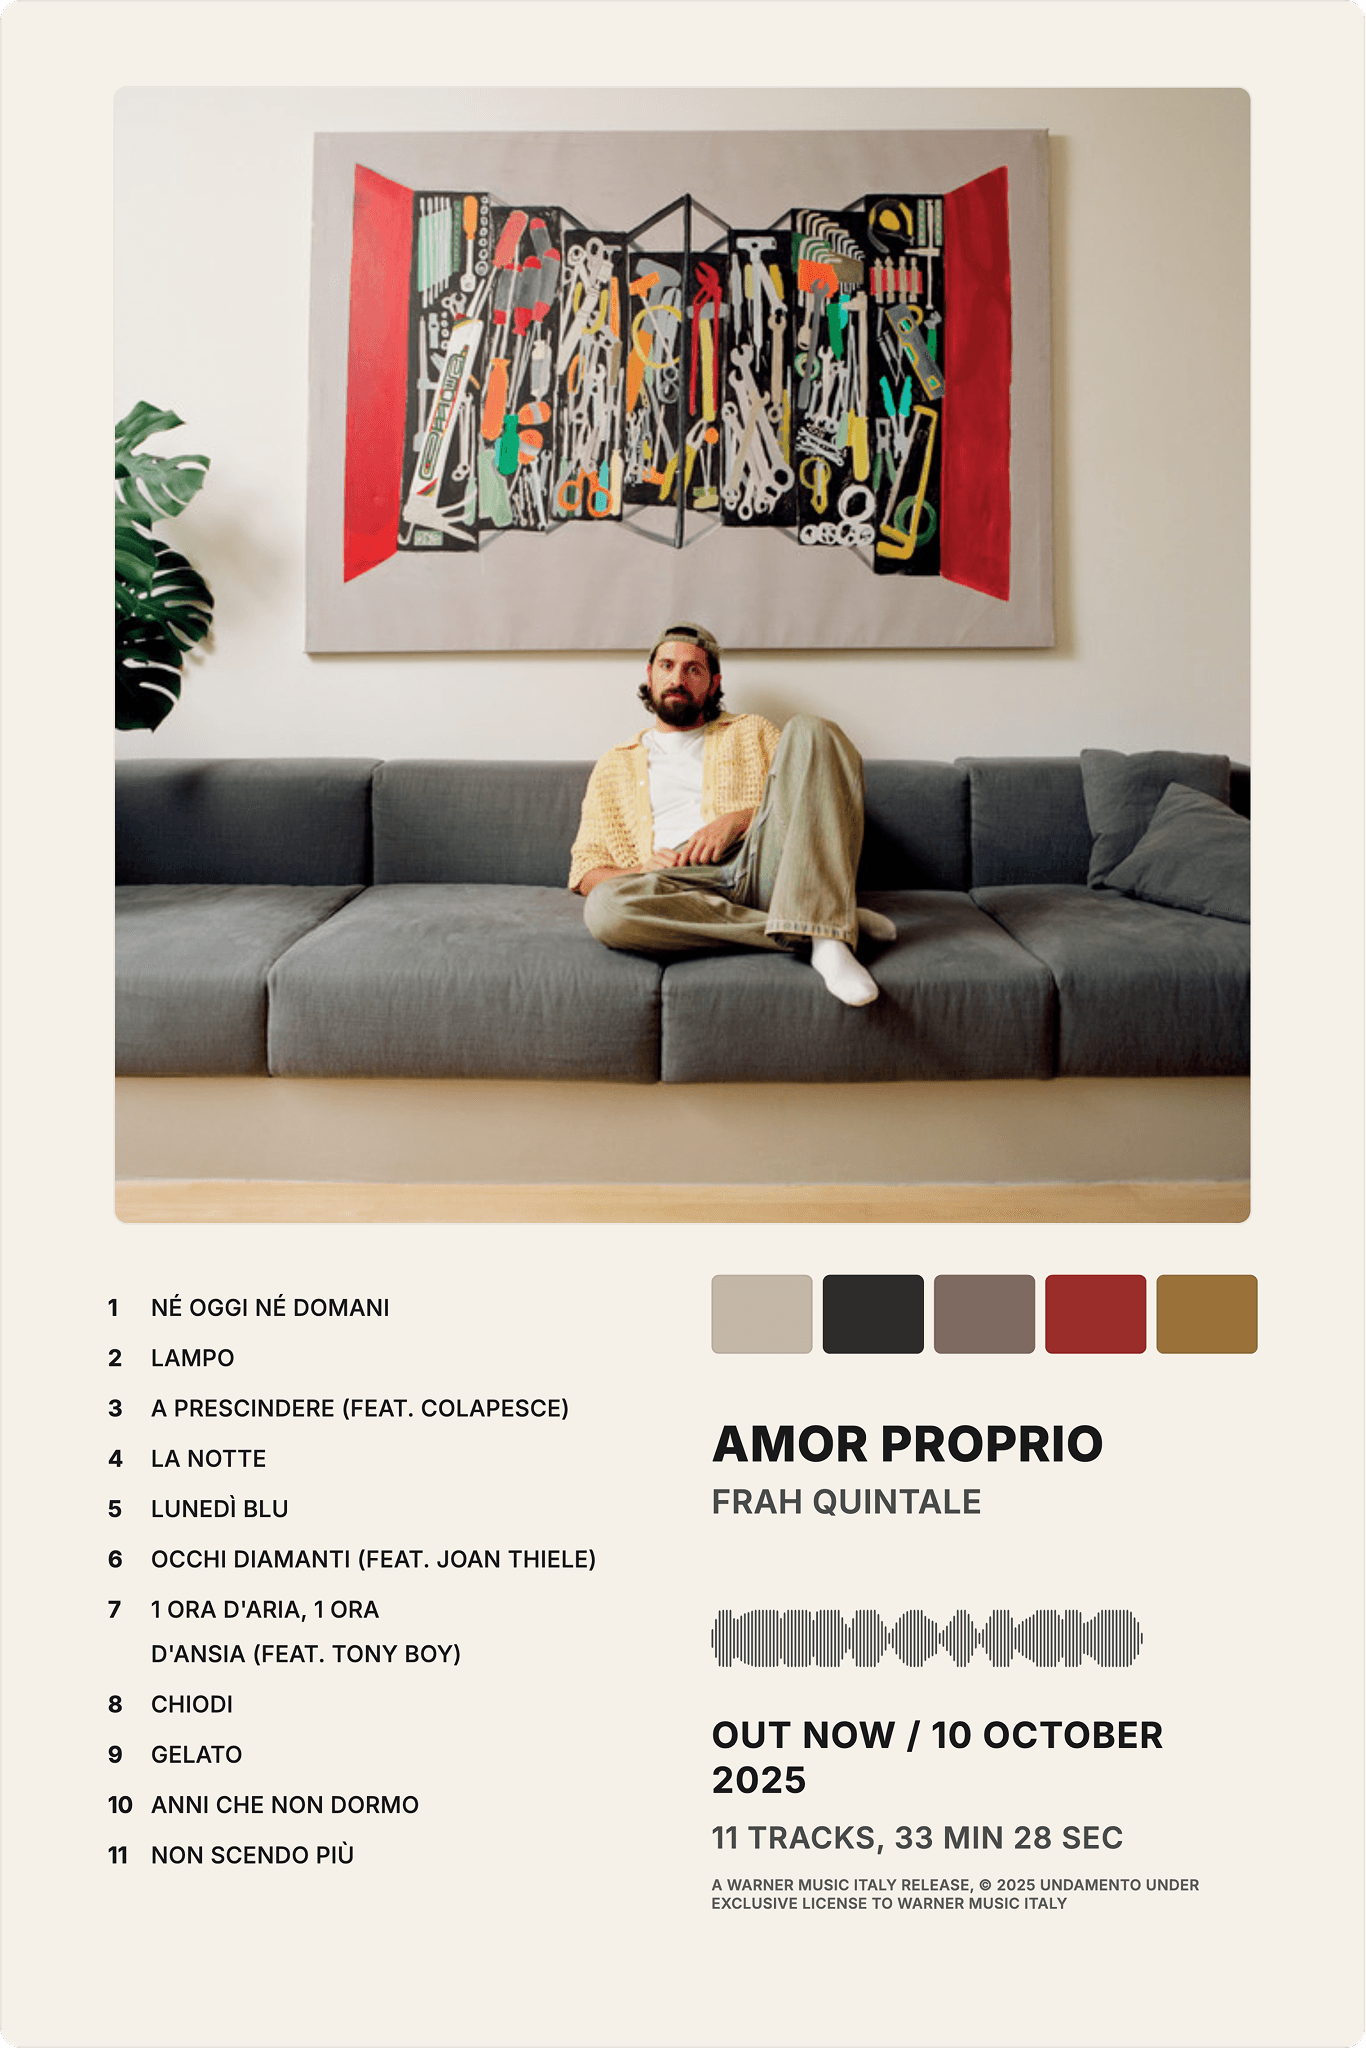 1 NÉ OGGI NÉ DOMANI
2 LAMPO
3 A PRESCINDERE (FEAT. COLAPESCE)
4 LA NOTTE
5 LUNEDÌ BLU
6 OCCHI DIAMANTI (FEAT. JOAN THIELE)
7 1 ORA D'ARIA, 1 ORA
D'ANSIA (FEAT. TONY BOY)
8 CHIODI
9 GELATO
10 ANNI CHE NON DORMO
11 NON SCENDO PIÙ
AMOR PROPRIO
FRAH QUINTALE
OUT NOW / 10 OCTOBER
2025
11 TRACKS, 33 MIN 28 SEC
A WARNER MUSIC ITALY RELEASE, © 2025 UNDAMENTO UNDER
EXCLUSIVE LICENSE TO WARNER MUSIC ITALY